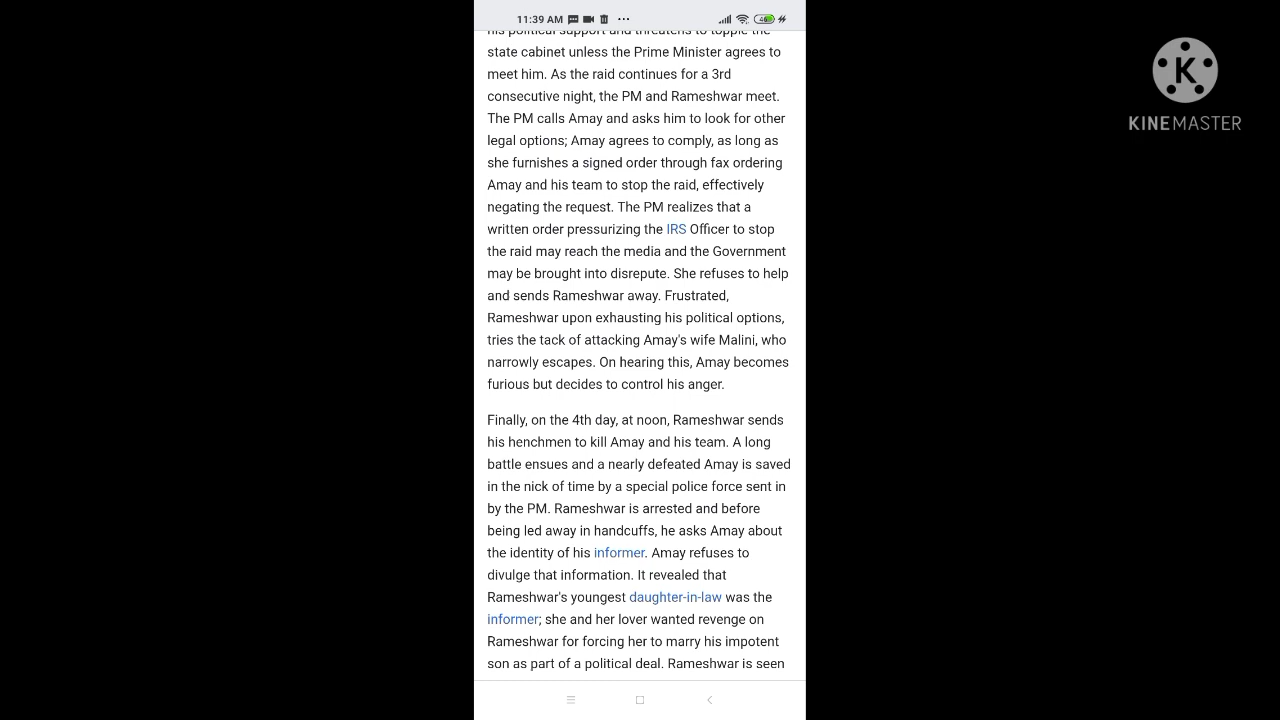 11:39 AM
46
his political support and threatens to topple the
state cabinet unless the Prime Minister agrees to
meet him. As the raid continues for a 3rd
consecutive night, the PM and Rameshwar meet.
The PM calls Amay and asks him to look for other
legal options; Amay agrees to comply, as long as
she furnishes a signed order through fax ordering
Amay and his team to stop the raid, effectively
negating the request. The PM realizes that a
written order pressurizing the IRS Officer to stop
the raid may reach the media and the Government
may be brought into disrepute. She refuses to help
and sends Rameshwar away. Frustrated,
Rameshwar upon exhausting his political options,
tries the tack of attacking Amay's wife Malini, who
narrowly escapes. On hearing this, Amay becomes
furious but decides to control his anger.
Finally, on the 4th day, at noon, Rameshwar sends
his henchmen to kill Amay and his team. A long
battle ensues and a nearly defeated Amay is saved
in the nick of time by a special police force sent in
by the PM. Rameshwar is arrested and before
being led away in handcuffs, he asks Amay about
the identity of his informer. Amay refuses to
divulge that information. It revealed that
Rameshwar's youngest daughter-in-law was the
informer; she and her lover wanted revenge on
Rameshwar for forcing her to marry his impotent
son as part of a political deal. Rameshwar is seen
K
KINEMASTER